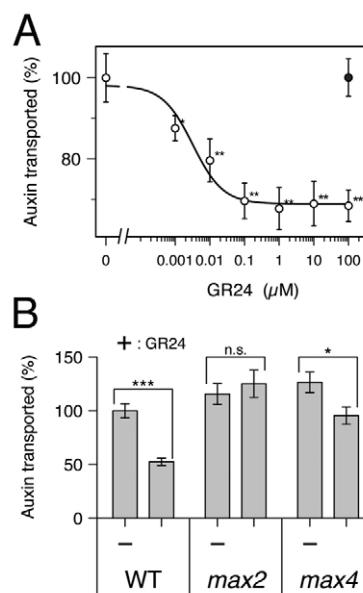 A
Auxin transported (%)
100
80
*
**
**
**
**
**
0
0.001
0.01
0.1
1
10
100
GR24 (µM)
B
Auxin transported (%)
150
100
50
0
+ : GR24
***
n.s.
*
–
–
–
WT
max2
max4